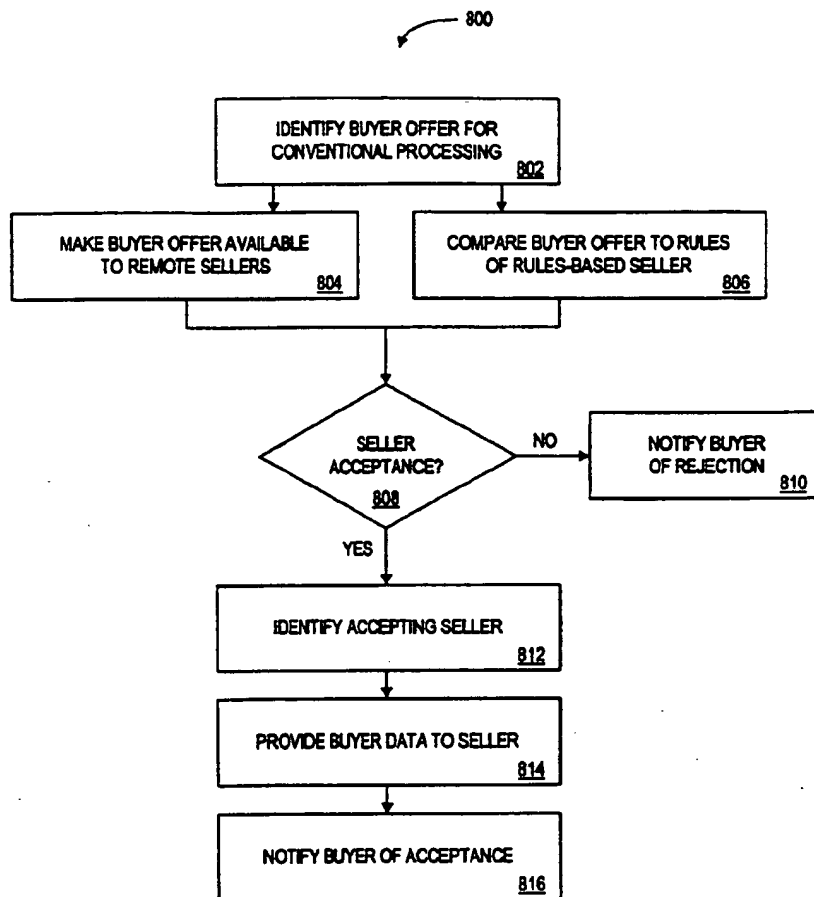 800
IDENTIFY BUYER OFFER FOR
CONVENTIONAL PROCESSING
802
MAKE BUYER OFFER AVAILABLE
TO REMOTE SELLERS
804
COMPARE BUYER OFFER TO RULES
OF RULES-BASED SELLER
806
SELLER
ACCEPTANCE?
808
NO
NOTIFY BUYER
OF REJECTION
810
YES
IDENTIFY ACCEPTING SELLER
812
PROVIDE BUYER DATA TO SELLER
814
NOTIFY BUYER OF ACCEPTANCE
816